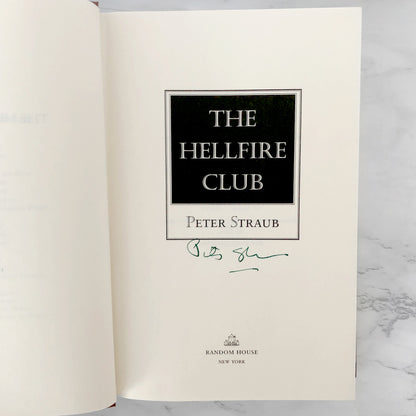 THE
HELLFIRE
CLUB
PETER STRAUB
RANDOM HOUSE
NEW YORK